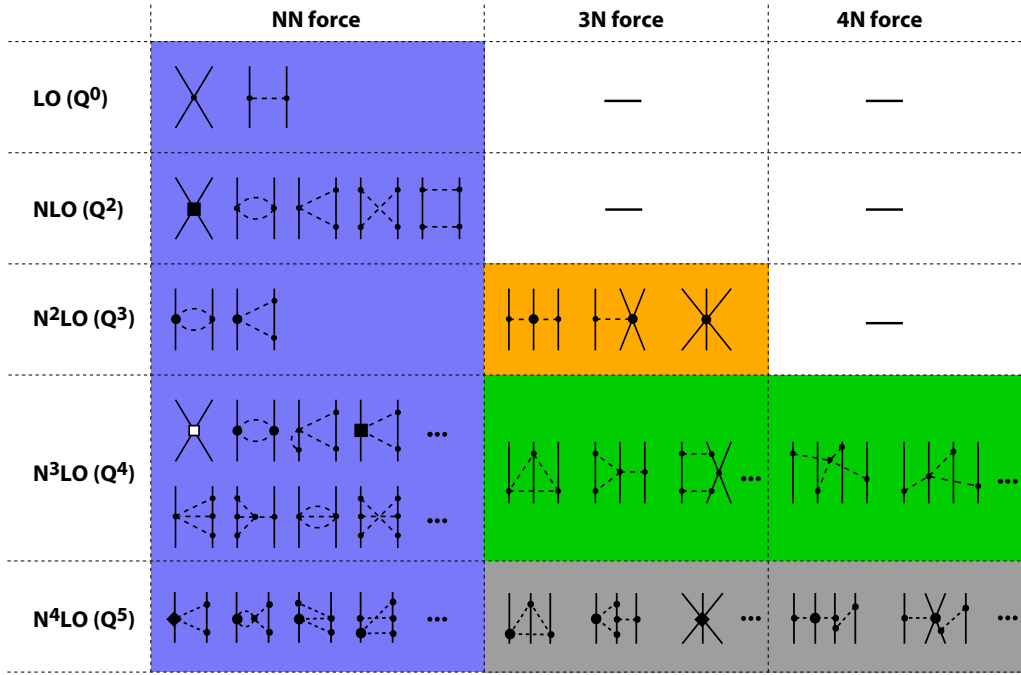 NN force 3N force 4N force
LO (Q⁰)
NLO (Q²)
N²LO (Q³)
N³LO (Q⁴)
N⁴LO (Q⁵)